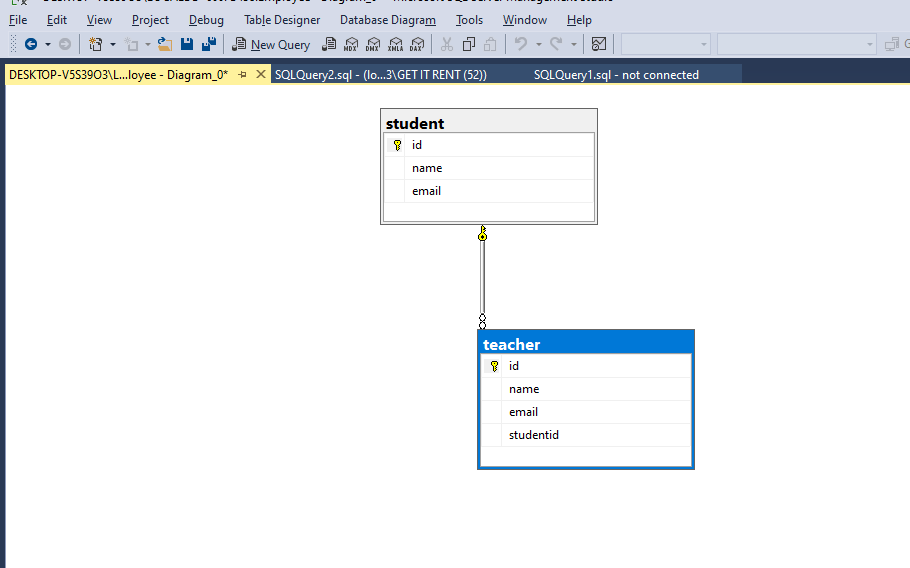 File Edit View Project Debug Table Designer Database Diagram Tools Window Help
New Query MDX DMX XMLA DAX
DESKTOP-V5S39O3\L...loyee - Diagram_0* SQLQuery2.sql - (lo...3\GET IT RENT (52)) SQLQuery1.sql - not connected
student
id
name
email
teacher
id
name
email
studentid